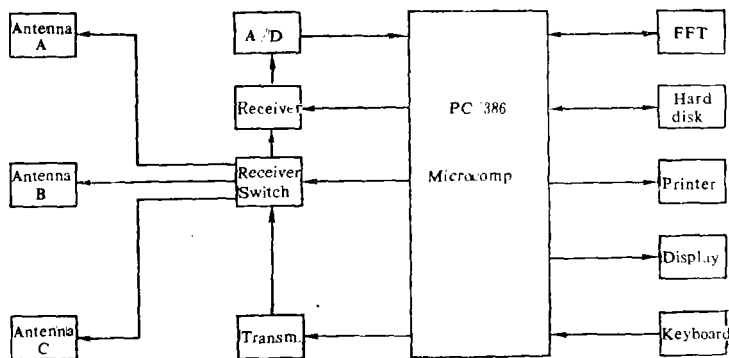 Antenna
A
A/D
FFT
Receiver
PC 386
Hard
disk
Antenna
B
Receiver
Switch
Microcomp
Printer
Display
Antenna
C
Transm.
Keyboard